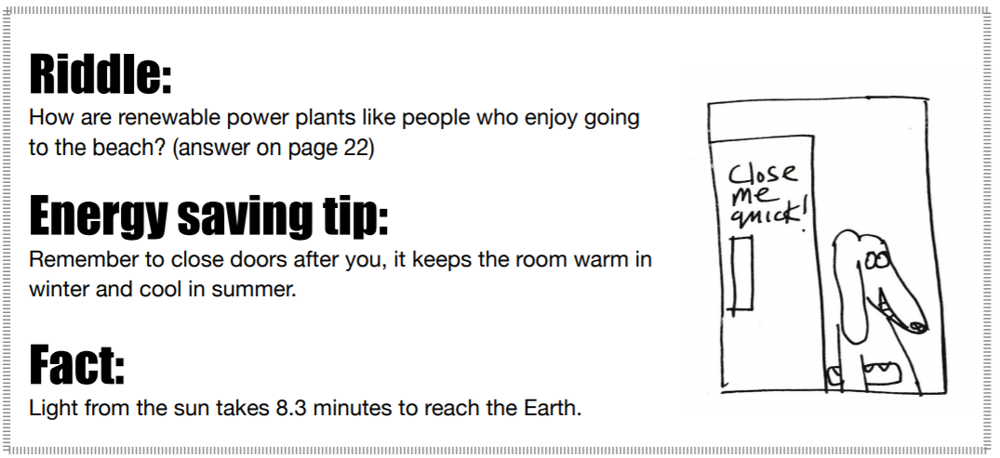 Riddle:
How are renewable power plants like people who enjoy going
to the beach? (answer on page 22)
Energy saving tip:
Remember to close doors after you, it keeps the room warm in
winter and cool in summer.
Fact:
Light from the sun takes 8.3 minutes to reach the Earth.
Close
me
quick!